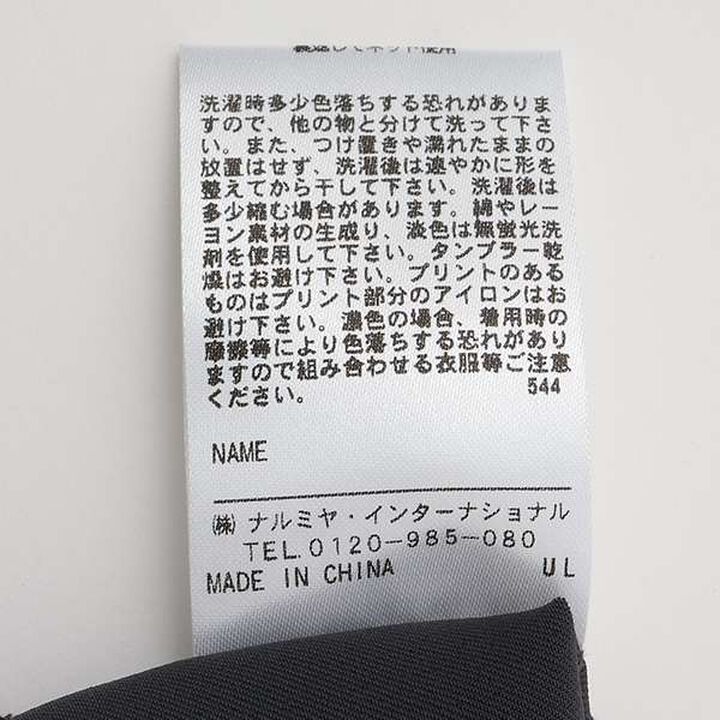 裏返してネット使用
洗濯時多少色落ちする恐れがありま
すので、他の物と分けて洗って下さ
い。また、つけ置きや濡れたままの
放置はせず、洗濯後は速やかに形を
整えてから干して下さい。洗濯後は
多少縮む場合があります。綿やレー
ヨン素材の生成り、淡色は無蛍光洗
剤を使用して下さい。タンブラー乾
燥はお避け下さい。プリントのある
ものはプリント部分のアイロンはお
避け下さい。濃色の場合、着用時の
摩擦等により色落ちする恐れがあり
ますので組み合わせる衣服等ご注意
ください。 544
NAME
㈱ ナルミヤ・インターナショナル
TEL.0120-985-080
MADE IN CHINA UL